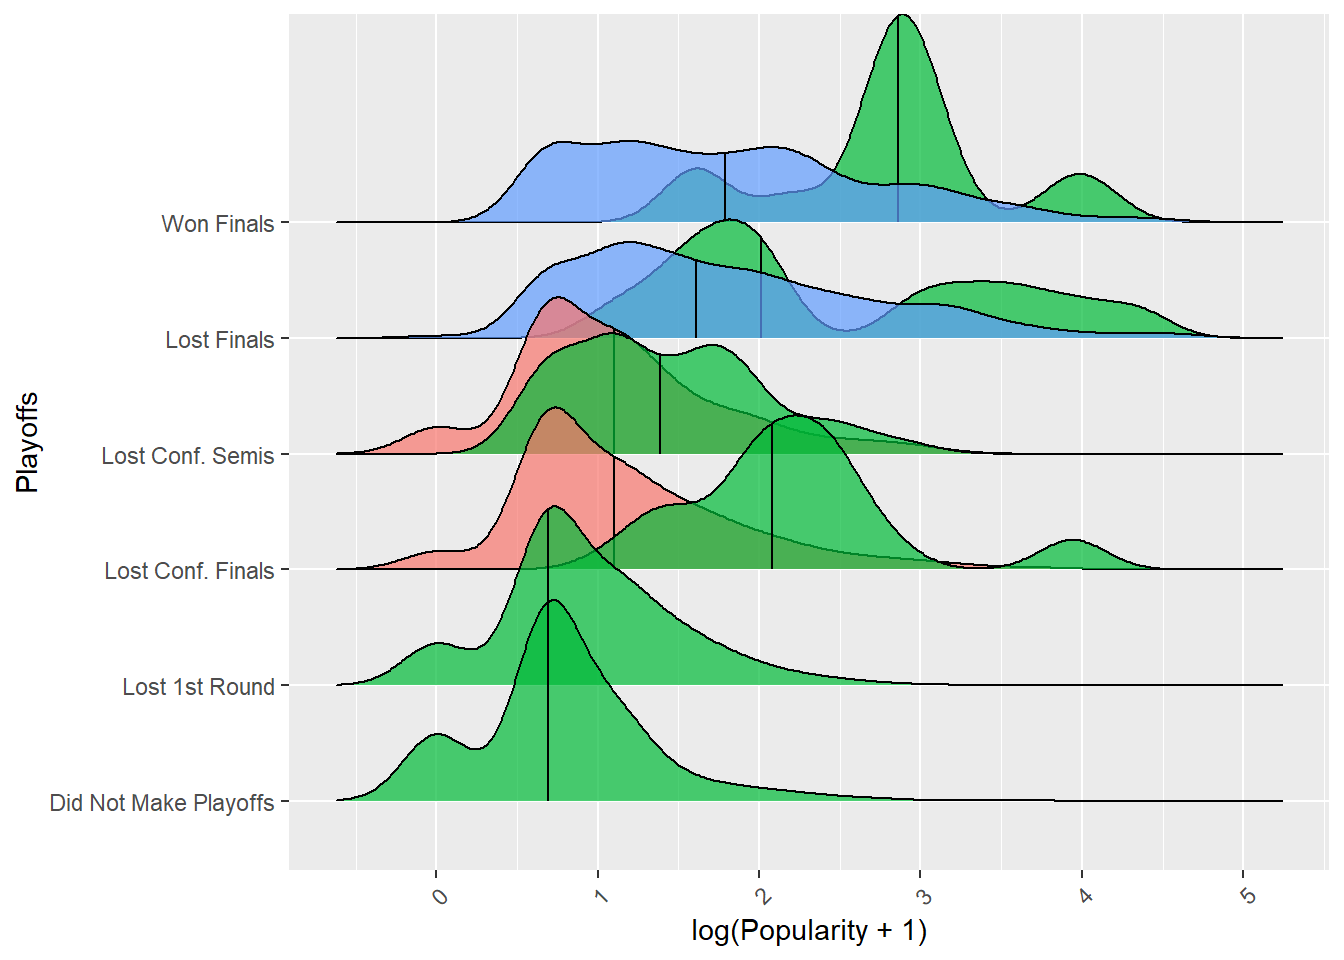 Playoffs
Won Finals
Lost Finals
Lost Conf. Semis
Lost Conf. Finals
Lost 1st Round
Did Not Make Playoffs
0 1 2 3 4 5
log(Popularity + 1)